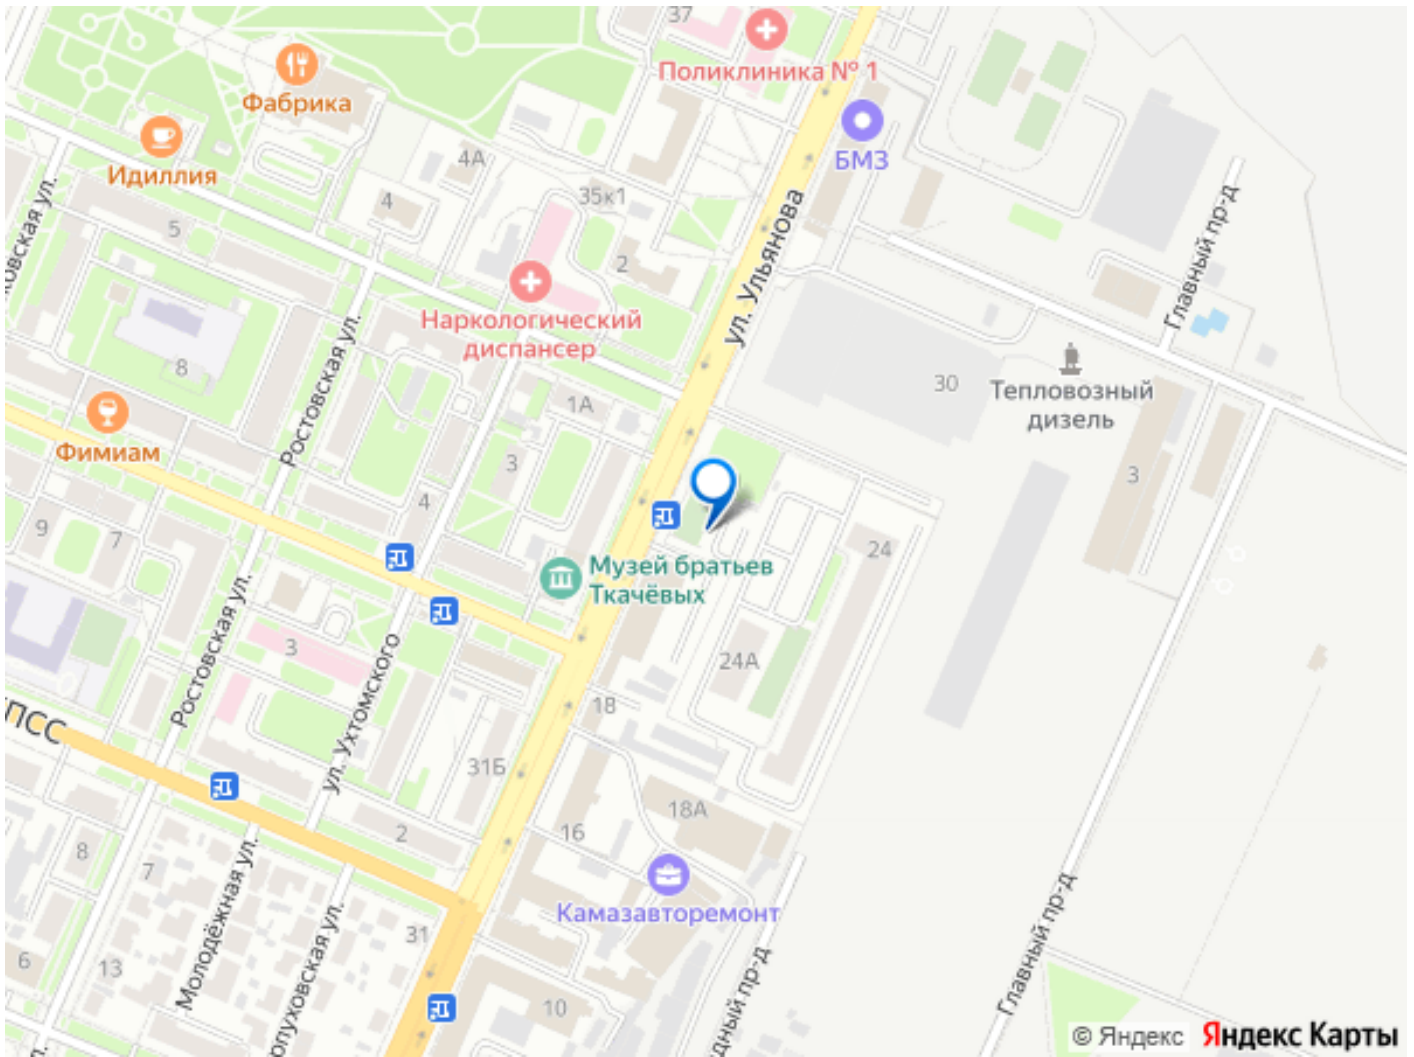 37
Поликлиника № 1
Фабрика
БМЗ
4А
Идиллия
35к1
4
ул. Ульянова
Главный пр-д
5
2
Наркологический
диспансер
Ростовская ул.
8
30
Тепловозный
дизель
1А
Фимиам
3
3
4
9
7
24
Музей братьев
Ткачёвых
3
24А
Ростовская ул.
ул. Ухтомского
18
КПСС
31Б
18А
2
16
8
7
Молодёжная ул.
Камазавторемонт
31
Главный пр-д
6
13
10
© Яндекс Яндекс Карты